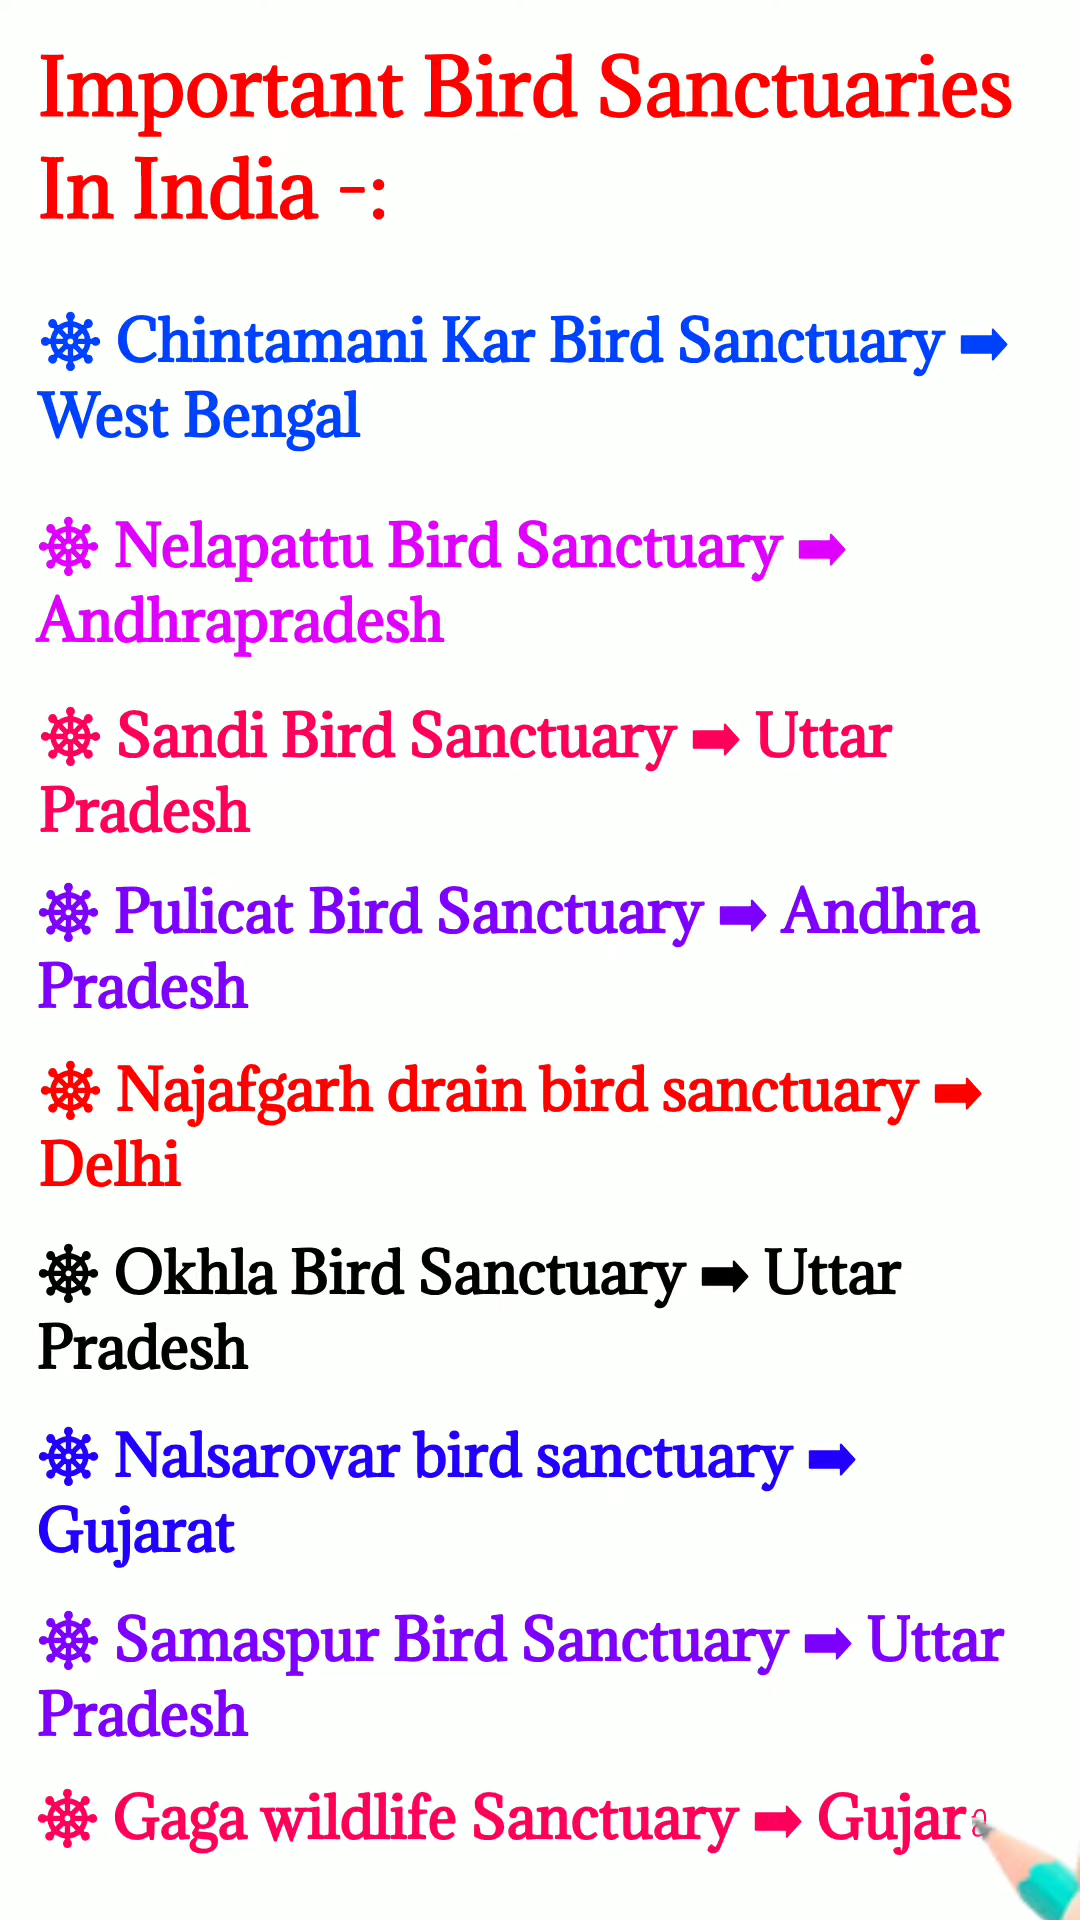 Important Bird Sanctuaries
In India -:
⎈ Chintamani Kar Bird Sanctuary ➡
West Bengal
⎈ Nelapattu Bird Sanctuary ➡
Andhrapradesh
⎈ Sandi Bird Sanctuary ➡ Uttar
Pradesh
⎈ Pulicat Bird Sanctuary ➡ Andhra
Pradesh
⎈ Najafgarh drain bird sanctuary ➡
Delhi
⎈ Okhla Bird Sanctuary ➡ Uttar
Pradesh
⎈ Nalsarovar bird sanctuary ➡
Gujarat
⎈ Samaspur Bird Sanctuary ➡ Uttar
Pradesh
⎈ Gaga wildlife Sanctuary ➡ Gujara